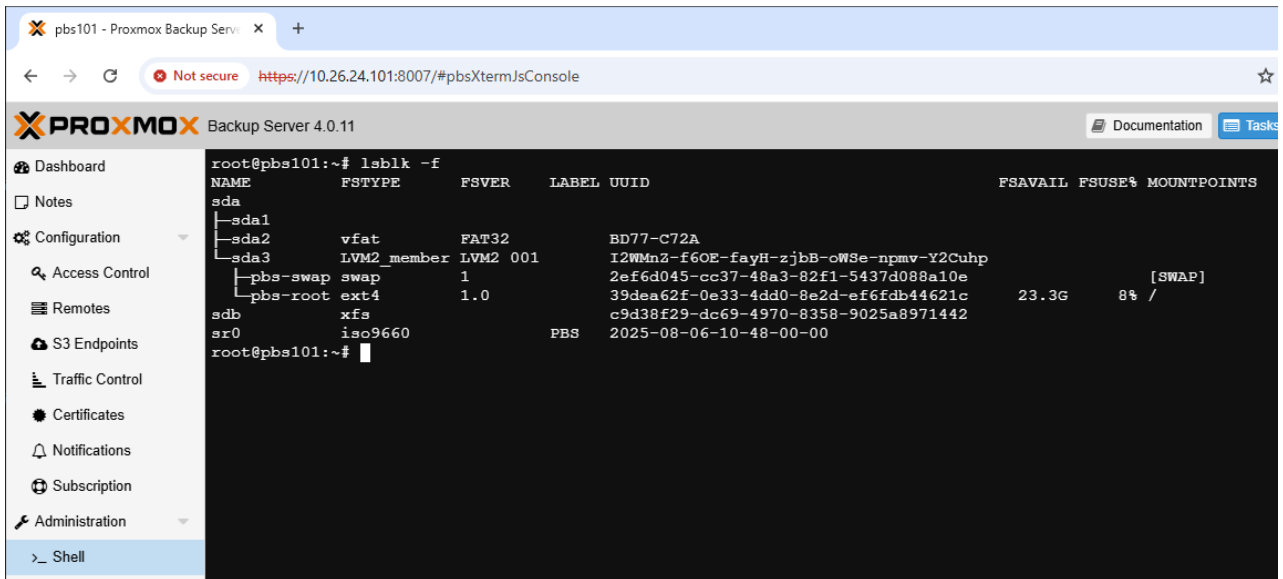 pbs101 - Proxmox Backup Serve
Not secure https://10.26.24.101:8007/#pbsXtermJsConsole
PROXMOX Backup Server 4.0.11
Documentation
Tasks
Dashboard
Notes
Configuration
Access Control
Remotes
S3 Endpoints
Traffic Control
Certificates
Notifications
Subscription
Administration
>_ Shell
root@pbs101:~# lsblk -f
NAME FSTYPE FSVER LABEL UUID FSAVAIL FSUSE% MOUNTPOINTS
sda
├─sda1
├─sda2 vfat FAT32 BD77-C72A
└─sda3 LVM2_member LVM2 001 I2WMnZ-f6OE-fayH-zjbB-oWSe-npmv-Y2Cuhp
├─pbs-swap swap 1 2ef6d045-cc37-48a3-82f1-5437d088a10e [SWAP]
└─pbs-root ext4 1.0 39dea62f-0e33-4dd0-8e2d-ef6fdb44621c 23.3G 8% /
sdb xfs c9d38f29-dc69-4970-8358-9025a8971442
sr0 iso9660 PBS 2025-08-06-10-48-00-00
root@pbs101:~#